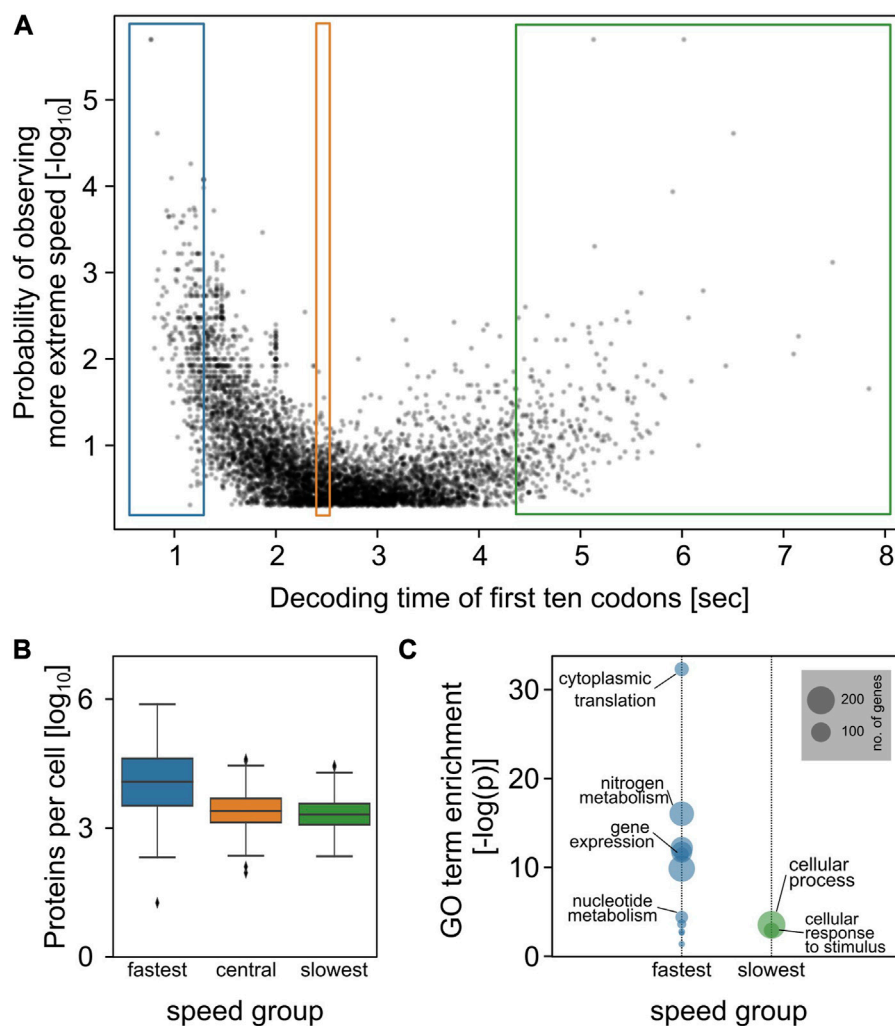 A
Probability of observing
more extreme speed [-log10]
5
4
3
2
1
1 2 3 4 5 6 7 8
Decoding time of first ten codons [sec]
B
Proteins per cell [log10]
6
3
0
fastest central slowest
speed group
C
GO term enrichment
[-log(p)]
30
20
10
0
cytoplasmic
translation
nitrogen
metabolism
gene
expression
nucleotide
metabolism
200
100
no. of genes
cellular
process
cellular
response
to stimulus
fastest slowest
speed group